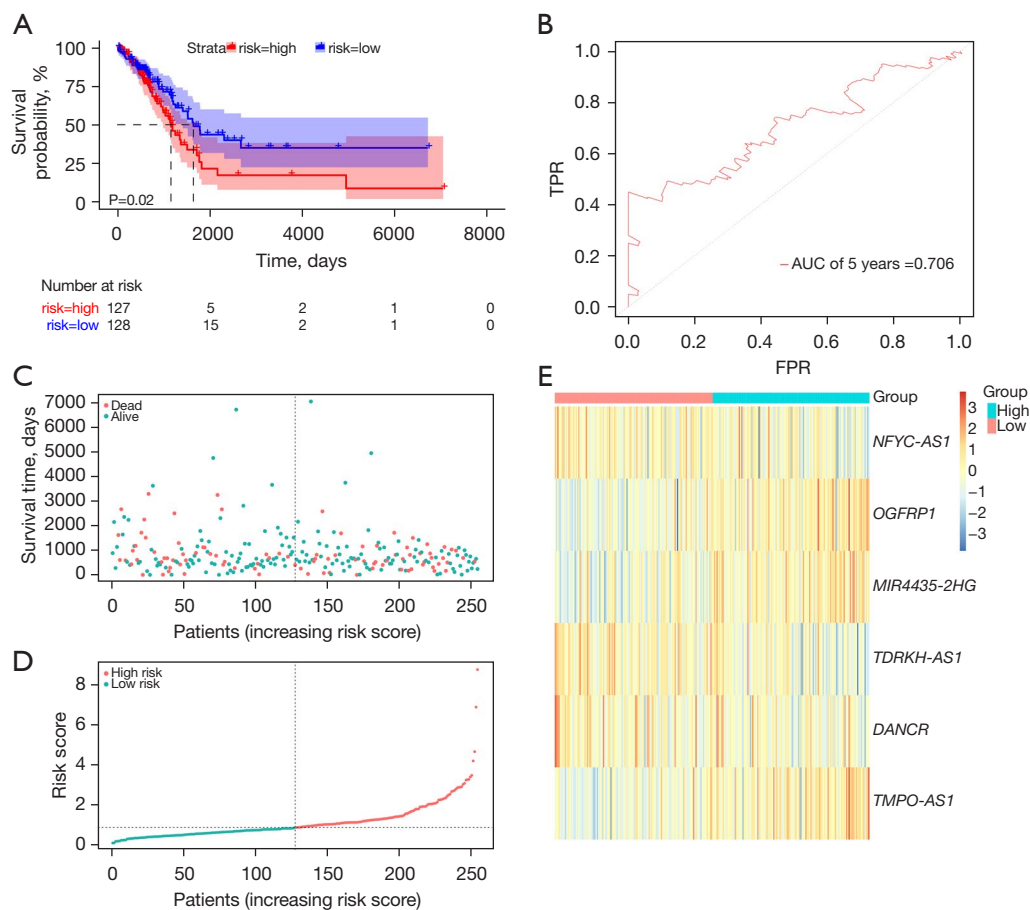 A
Strata risk=high risk=low
Survival probability, %
100
75
50
25
0
P=0.02
0 2000 4000 6000 8000
Time, days
Number at risk
risk=high 127 5 2 1 0
risk=low 128 15 2 1 0
B
TPR
1.0
0.8
0.6
0.4
0.2
0.0
AUC of 5 years =0.706
0.0 0.2 0.4 0.6 0.8 1.0
FPR
C
Dead
Alive
Survival time, days
7000
6000
5000
4000
3000
2000
1000
0
0 50 100 150 200 250
Patients (increasing risk score)
D
High risk
Low risk
Risk score
8
6
4
2
0
0 50 100 150 200 250
Patients (increasing risk score)
E
Group
NFYC-AS1
OGFRP1
MIR4435-2HG
TDRKH-AS1
DANCR
TMPO-AS1
3
2
1
0
−1
−2
−3
Group
High
Low